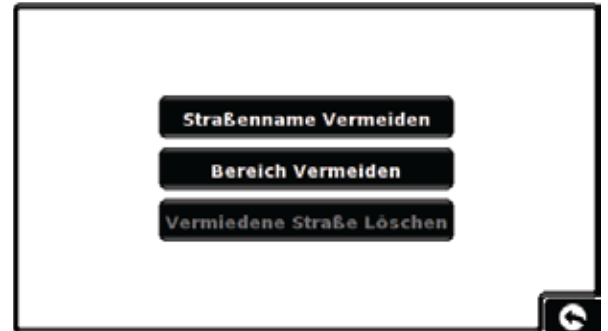 Straßenname Vermeiden
Bereich Vermeiden
Vermiedene Straße Löschen